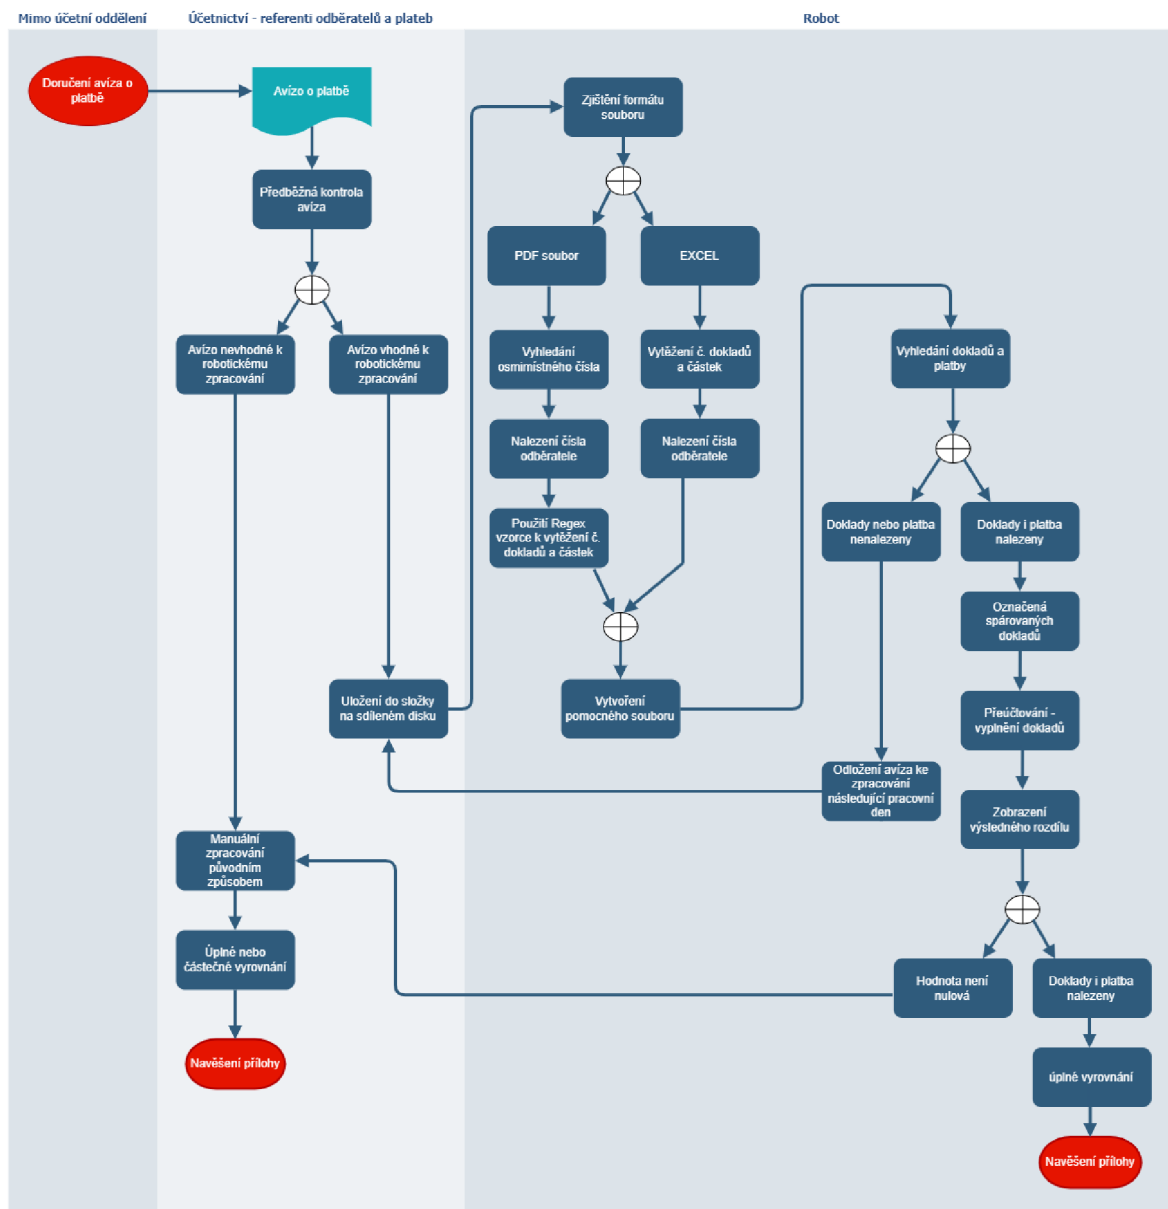 Mimo účetní oddělení
Účetnictví - referenti odběratelů a plateb
Robot
Doručení avíza o
platbě
Avízo o platbě
Předběžná kontrola
avíza
Avízo nevhodné k
robotickému
zpracování
Avízo vhodné k
robotickému
zpracování
Uložení do složky
na sdíleném disku
Manuální
zpracování
původním
způsobem
Úplné nebo
částečné vyrovnání
Navěšení přílohy
Zjištění formátu
souboru
PDF soubor
EXCEL
Vyhledání
osmimístného čísla
Vytěžení č. dokladů
a částek
Nalezení čísla
odběratele
Nalezení čísla
odběratele
Použití Regex
vzorce k vytěžení č.
dokladů a částek
Vytvoření
pomocného souboru
Vyhledání dokladů a
platby
Doklady nebo platba
nenalezeny
Doklady i platba
nalezeny
Označená
spárovaných
dokladů
Přeúčtování -
vyplnění dokladů
Odložení avíza ke
zpracování
následující pracovní
den
Zobrazení
výsledného rozdílu
Hodnota není
nulová
Doklady i platba
nalezeny
úplné vyrovnání
Navěšení přílohy